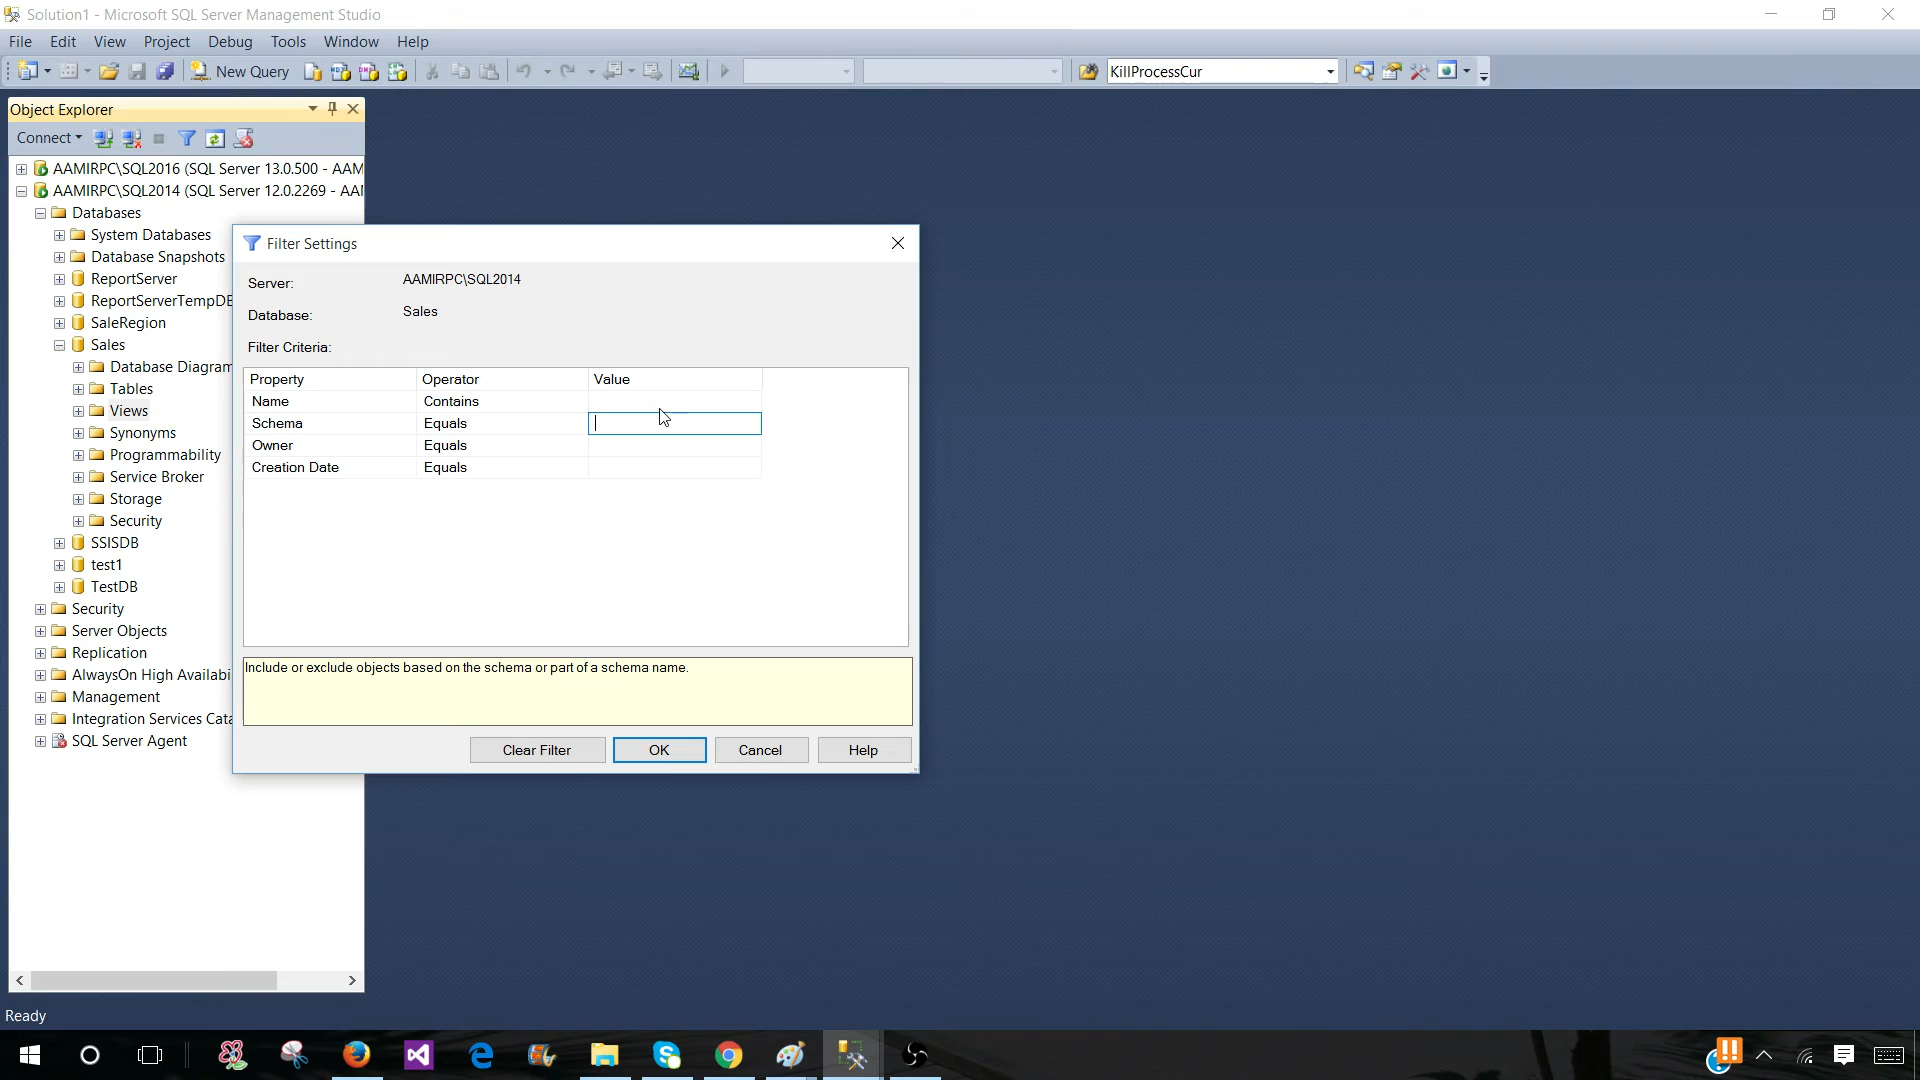 Solution1 - Microsoft SQL Server Management Studio
File Edit View Project Debug Tools Window Help
New Query
KillProcessCur
Object Explorer
Connect
AAMIRPC\SQL2016 (SQL Server 13.0.500 - AAM
AAMIRPC\SQL2014 (SQL Server 12.0.2269 - AA
Databases
System Databases
Database Snapshots
ReportServer
ReportServerTempDB
SaleRegion
Sales
Database Diagram
Tables
Views
Synonyms
Programmability
Service Broker
Storage
Security
SSISDB
test1
TestDB
Security
Server Objects
Replication
AlwaysOn High Availabi
Management
Integration Services Cata
SQL Server Agent
Filter Settings
Server: AAMIRPC\SQL2014
Database: Sales
Filter Criteria:
Property Operator Value
Name Contains
Schema Equals
Owner Equals
Creation Date Equals
Include or exclude objects based on the schema or part of a schema name.
Clear Filter OK Cancel Help
Ready